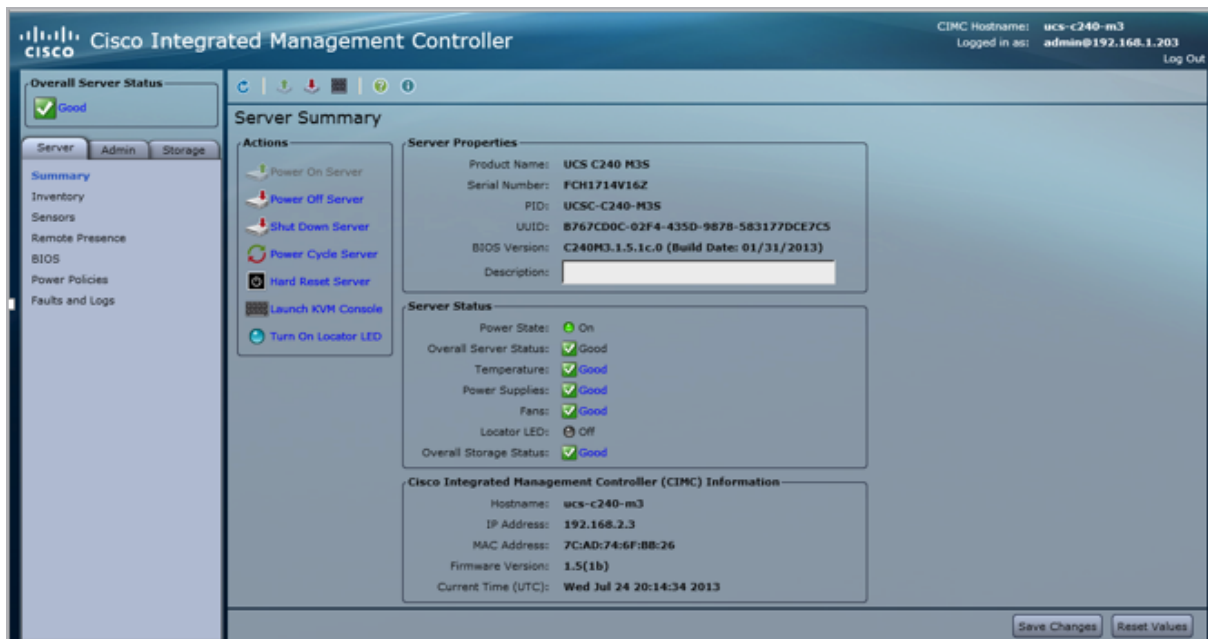 CISCO Cisco Integrated Management Controller
CIMC Hostname: ucs-c240-m3
Logged in as: admin@192.168.1.203
Log Out
Overall Server Status
Good
Server Admin Storage
Summary
Inventory
Sensors
Remote Presence
BIOS
Power Policies
Faults and Logs
Server Summary
Actions
Power On Server
Power Off Server
Shut Down Server
Power Cycle Server
Hard Reset Server
Launch KVM Console
Turn On Locator LED
Server Properties
Product Name: UCS C240 M3S
Serial Number: FCH1714V16Z
PID: UCSC-C240-M3S
UUID: B767CD0C-02F4-435D-9878-583177DCE7C5
BIOS Version: C240M3.1.5.1c.0 (Build Date: 01/31/2013)
Description:
Server Status
Power State: On
Overall Server Status: Good
Temperature: Good
Power Supplies: Good
Fans: Good
Locator LED: Off
Overall Storage Status: Good
Cisco Integrated Management Controller (CIMC) Information
Hostname: ucs-c240-m3
IP Address: 192.168.2.3
MAC Address: 7C:AD:74:6F:BB:26
Firmware Version: 1.5(1b)
Current Time (UTC): Wed Jul 24 20:14:34 2013
Save Changes Reset Values